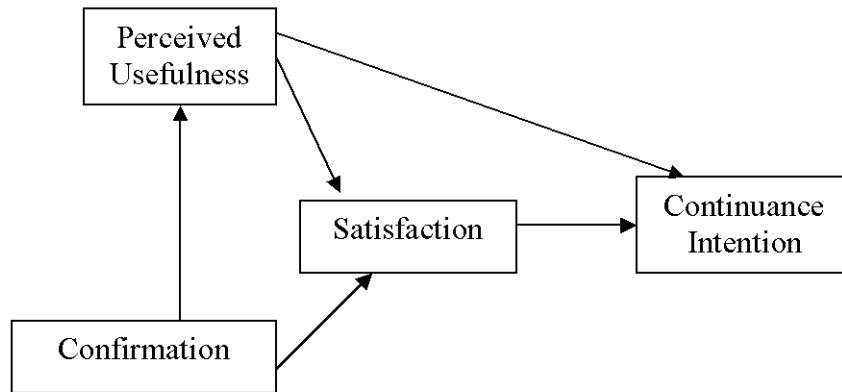 Perceived
Usefulness
Satisfaction
Continuance
Intention
Confirmation